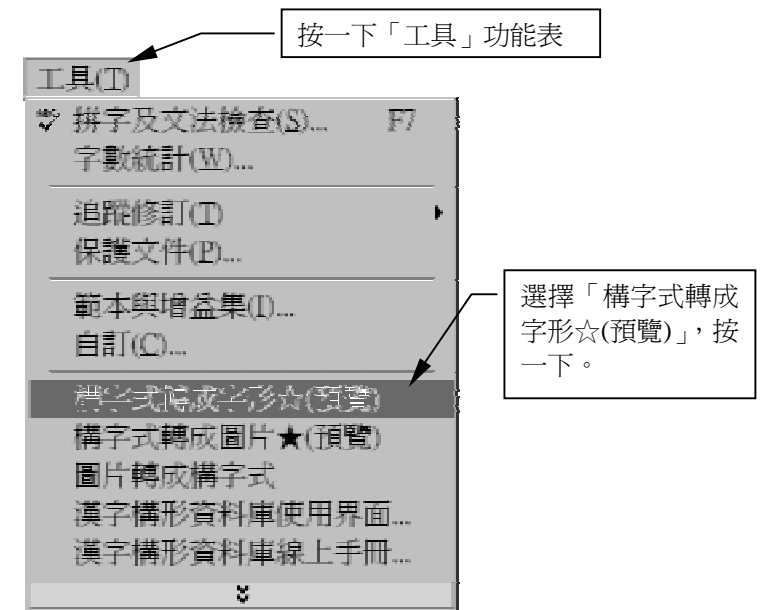 按一下「工具」功能表
工具(T)
拼字及文法檢查(S)... F7
字數統計(W)...
追蹤修訂(T)
保護文件(P)...
範本與增益集(I)...
自訂(C)...
選擇「構字式轉成
字形☆(預覽)」，按
一下。
構字式轉成字形☆(預覽)
構字式轉成圖片★(預覽)
圖片轉成構字式
漢字構形資料庫使用界面...
漢字構形資料庫線上手冊...